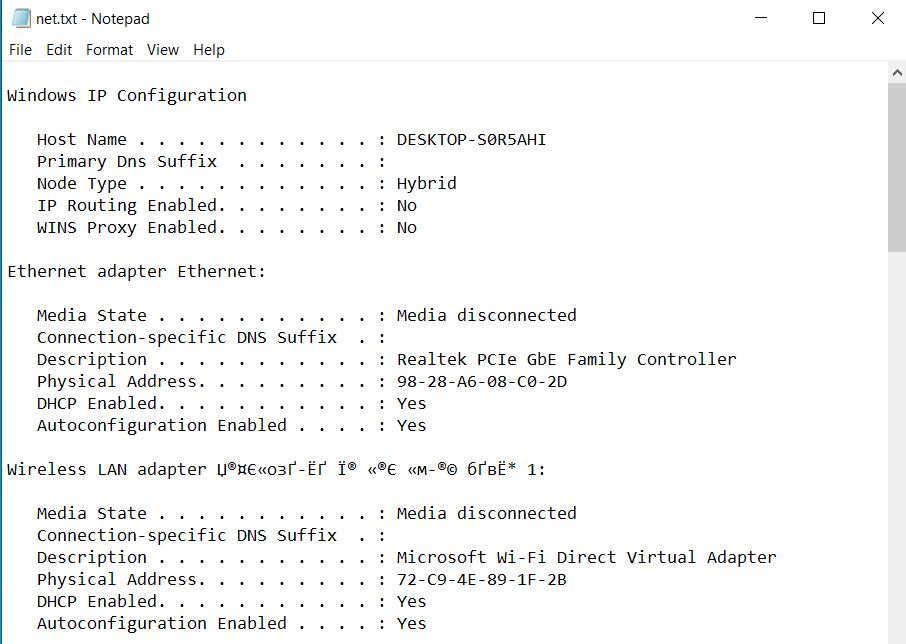 net.txt - Notepad
File Edit Format View Help
Windows IP Configuration
Host Name . . . . . . . . . . . . : DESKTOP-S0R5AHI
Primary Dns Suffix  . . . . . . . :
Node Type . . . . . . . . . . . . : Hybrid
IP Routing Enabled. . . . . . . . : No
WINS Proxy Enabled. . . . . . . . : No
Ethernet adapter Ethernet:
Media State . . . . . . . . . . . : Media disconnected
Connection-specific DNS Suffix  . :
Description . . . . . . . . . . . : Realtek PCIe GbE Family Controller
Physical Address. . . . . . . . . : 98-28-A6-08-C0-2D
DHCP Enabled. . . . . . . . . . . : Yes
Autoconfiguration Enabled . . . . : Yes
Wireless LAN adapter Џ®¤Є«озҐ-ЁҐ Ї® «®Є «м-®© бҐвЁ* 1:
Media State . . . . . . . . . . . : Media disconnected
Connection-specific DNS Suffix  . :
Description . . . . . . . . . . . : Microsoft Wi-Fi Direct Virtual Adapter
Physical Address. . . . . . . . . : 72-C9-4E-89-1F-2B
DHCP Enabled. . . . . . . . . . . : Yes
Autoconfiguration Enabled . . . . : Yes